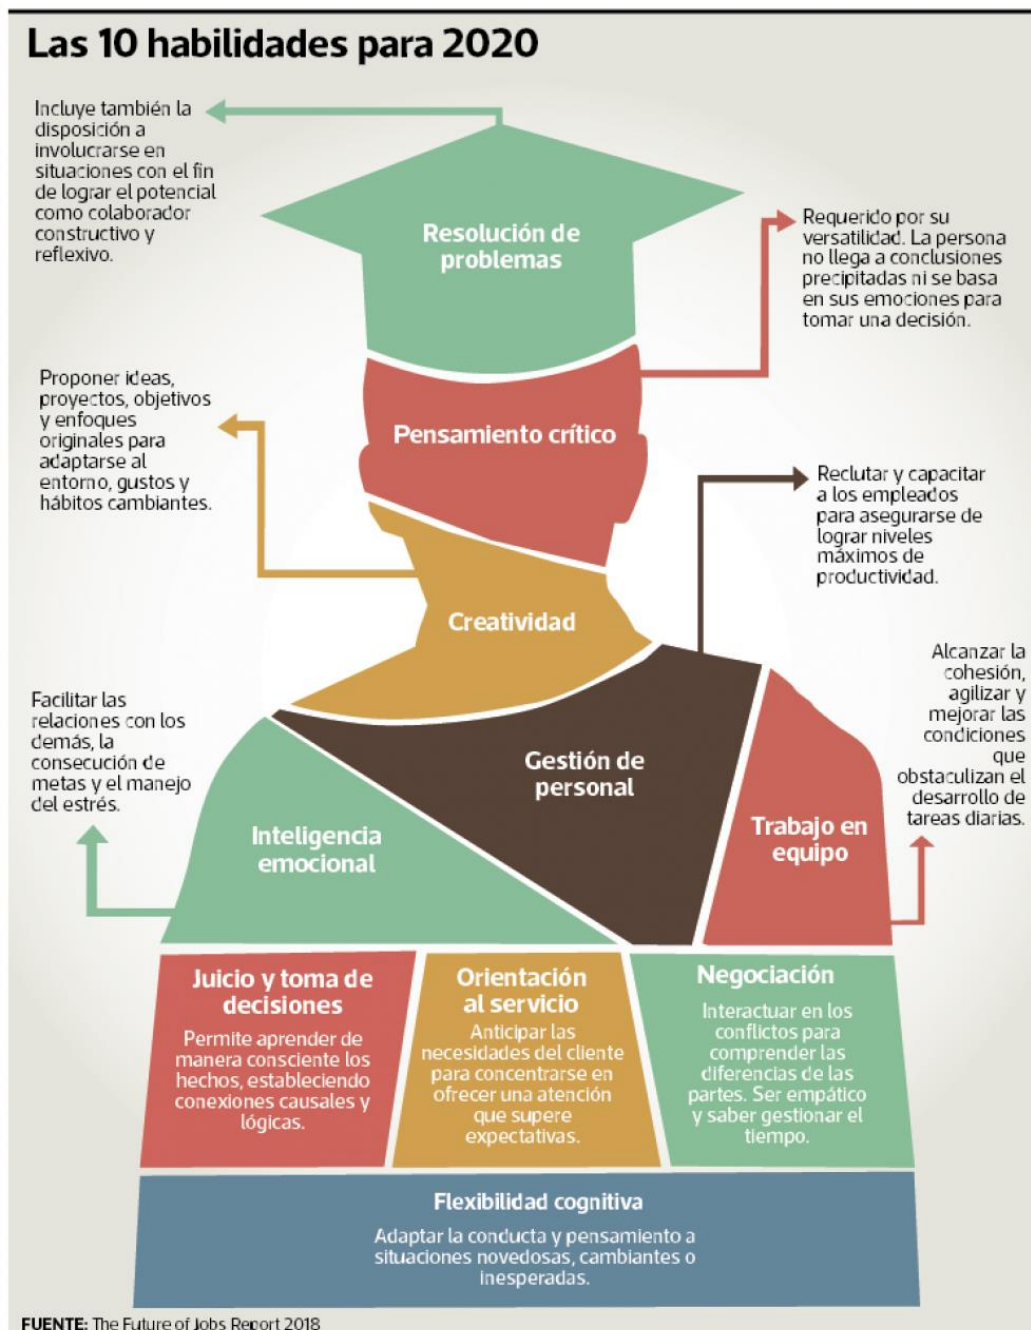 Las 10 habilidades para 2020
Incluye también la
disposición a
involucrarse en
situaciones con el fin
de lograr el potencial
como colaborador
constructivo y
reflexivo.
Resolución de
problemas
Requerido por su
versatilidad. La persona
no llega a conclusiones
precipitadas ni se basa
en sus emociones para
tomar una decisión.
Pensamiento crítico
Proponer ideas,
proyectos, objetivos
y enfoques
originales para
adaptarse al
entorno, gustos y
hábitos cambiantes.
Creatividad
Reclutar y capacitar
a los empleados
para asegurarse de
lograr niveles
máximos de
productividad.
Gestión de
personal
Facilitar las
relaciones con los
demás, la
consecución de
metas y el manejo
del estrés.
Inteligencia
emocional
Alcanzar la
cohesión,
agilizar y
mejorar las
condiciones
que
obstaculizan el
desarrollo de
tareas diarias.
Trabajo en
equipo
Juicio y toma de
decisiones
Permite aprender de
manera consciente los
hechos, estableciendo
conexiones causales y
lógicas.
Orientación
al servicio
Anticipar las
necesidades del cliente
para concentrarse en
ofrecer una atención
que supere
expectativas.
Negociación
Interactuar en los
conflictos para
comprender las
diferencias de las
partes. Ser empático
y saber gestionar el
tiempo.
Flexibilidad cognitiva
Adaptar la conducta y pensamiento a
situaciones novedosas, cambiantes o
inesperadas.
FUENTE: The Future of Jobs Report 2018